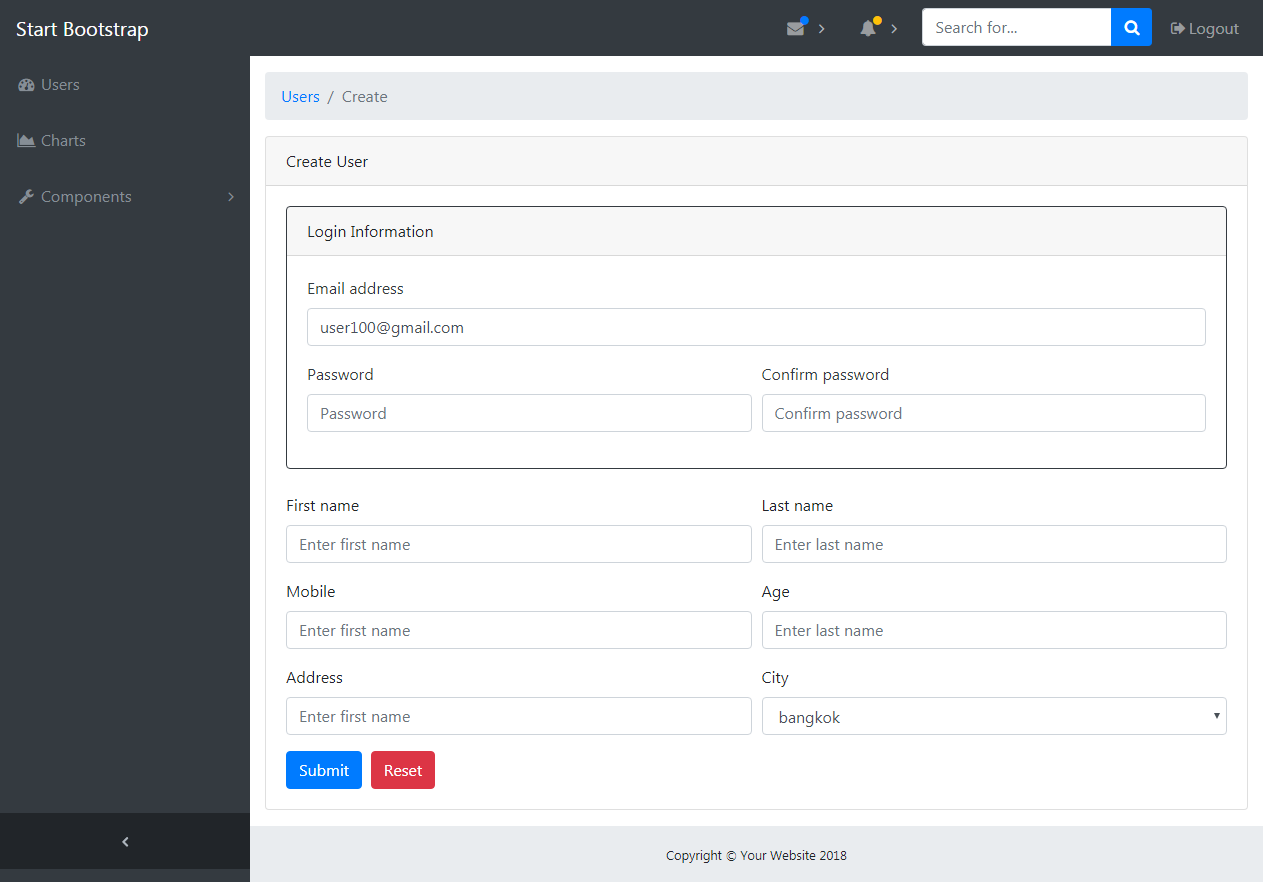 Start Bootstrap
Search for...
Logout
Users
Charts
Components
Users / Create
Create User
Login Information
Email address
user100@gmail.com
Password Confirm password
Password Confirm password
First name Last name
Enter first name Enter last name
Mobile Age
Enter first name Enter last name
Address City
Enter first name bangkok
Submit Reset
Copyright © Your Website 2018